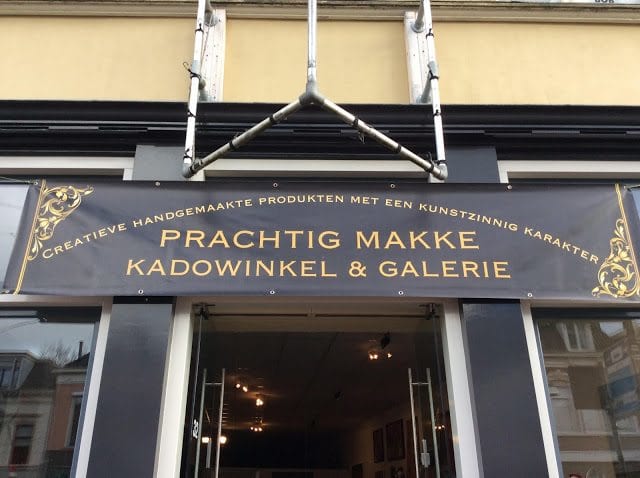 CREATIEVE HANDGEMAAKTE PRODUKTEN MET EEN KUNSTZINNIG KARAKTER
PRACHTIG MAKKE
KADOWINKEL & GALERIE